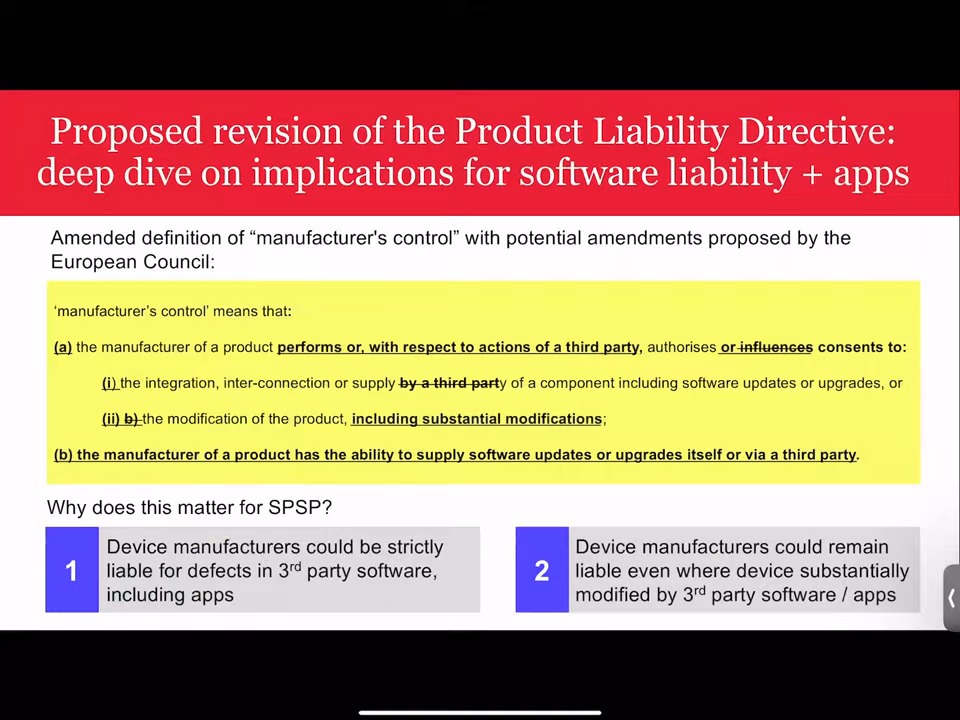 Proposed revision of the Product Liability Directive:
deep dive on implications for software liability + apps
Amended definition of “manufacturer's control” with potential amendments proposed by the
European Council:
‘manufacturer’s control’ means that:
(a) the manufacturer of a product performs or, with respect to actions of a third party, authorises or influences consents to:
(i) the integration, inter-connection or supply by a third party of a component including software updates or upgrades, or
(ii) b) the modification of the product, including substantial modifications;
(b) the manufacturer of a product has the ability to supply software updates or upgrades itself or via a third party.
Why does this matter for SPSP?
1
Device manufacturers could be strictly
liable for defects in 3rd party software,
including apps
2
Device manufacturers could remain
liable even where device substantially
modified by 3rd party software / apps